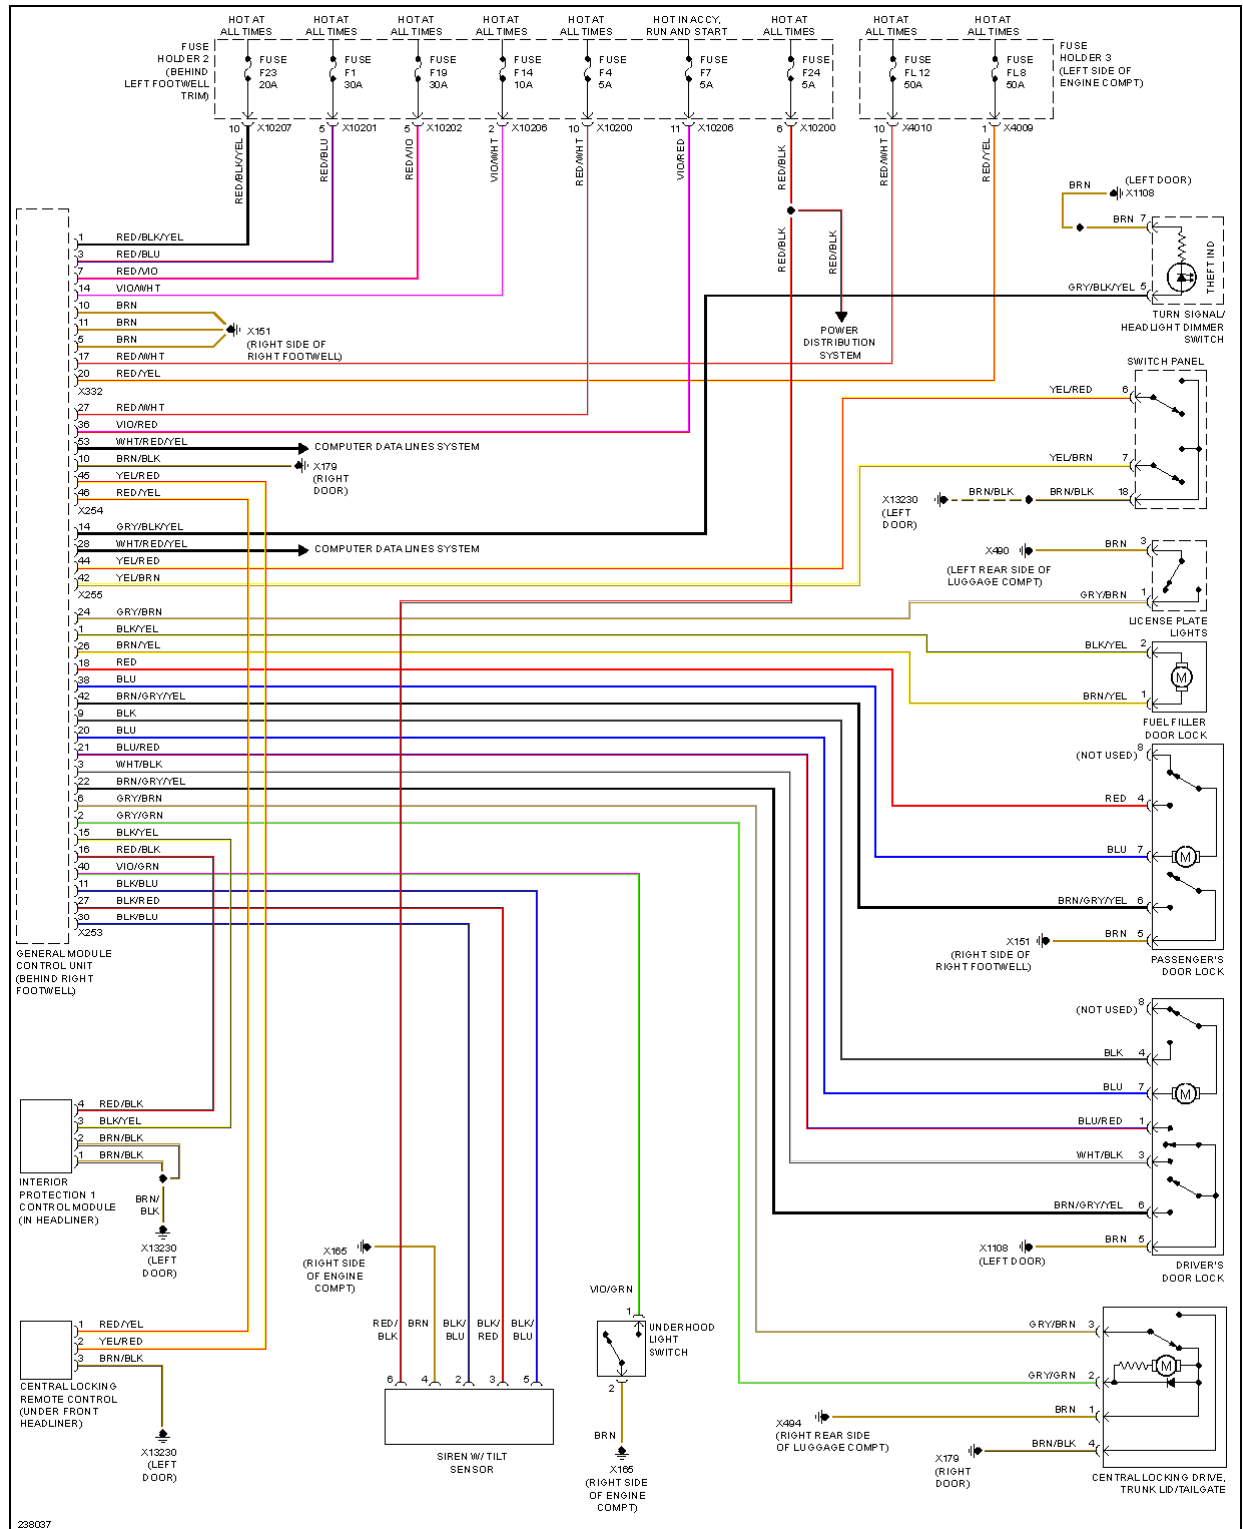 HOT AT
ALL TIMES
HOT AT
ALL TIMES
HOT AT
ALL TIMES
HOT AT
ALL TIMES
HOT AT
ALL TIMES
HOT IN ACCY,
RUN AND START
HOT AT
ALL TIMES
HOT AT
ALL TIMES
HOT AT
ALL TIMES
FUSE
HOLDER 2
(BEHIND
LEFT FOOTWELL
TRIM)
FUSE
F23
20A
FUSE
F1
30A
FUSE
F19
30A
FUSE
F14
10A
FUSE
F4
5A
FUSE
F7
5A
FUSE
F24
5A
FUSE
FL12
50A
FUSE
FL8
50A
FUSE
HOLDER 3
(LEFT SIDE OF
ENGINE COMPT)
10 X10207
5 X10201
5 X10202
2 X10206
10 X10200
11 X10206
6 X10200
10 X4010
1 X4009
RED/BLK/YEL
RED/BLU
RED/VIO
VIO/WHT
RED/WHT
VIO/RED
RED/BLK
RED/WHT
RED/YEL
RED/BLK
RED/BLK
POWER
DISTRIBUTION
SYSTEM
1 RED/BLK/YEL
3 RED/BLU
7 RED/VIO
14 VIO/WHT
10 BRN
11 BRN
5 BRN
17 RED/WHT
20 RED/YEL
X332
X151
(RIGHT SIDE OF
RIGHT FOOTWELL)
27 RED/WHT
36 VIO/RED
53 WHT/RED/YEL
COMPUTER DATA LINES SYSTEM
10 BRN/BLK
X179
(RIGHT
DOOR)
45 YEL/RED
46 RED/YEL
X254
14 GRY/BLK/YEL
28 WHT/RED/YEL
COMPUTER DATA LINES SYSTEM
44 YEL/RED
42 YEL/BRN
X255
24 GRY/BRN
1 BLK/YEL
26 BRN/YEL
18 RED
38 BLU
42 BRN/GRY/YEL
9 BLK
20 BLU
21 BLU/RED
3 WHT/BLK
22 BRN/GRY/YEL
6 GRY/BRN
2 GRY/GRN
15 BLK/YEL
16 RED/BLK
40 VIO/GRN
11 BLK/BLU
27 BLK/RED
30 BLK/BLU
X253
GENERAL MODULE
CONTROL UNIT
(BEHIND RIGHT
FOOTWELL)
(LEFT DOOR)
BRN
X1108
BRN 7
THEFT IND
GRY/BLK/YEL 5
TURN SIGNAL/
HEADLIGHT DIMMER
SWITCH
SWITCH PANEL
YEL/RED 6
YEL/BRN 7
X13230
(LEFT
DOOR)
BRN/BLK
BRN/BLK 18
BRN 3
X490
(LEFT REAR SIDE OF
LUGGAGE COMPT)
GRY/BRN 1
LICENSE PLATE
LIGHTS
BLK/YEL 2
M
BRN/YEL 1
FUEL FILLER
DOOR LOCK
(NOT USED) 8
RED 4
BLU 7
M
BRN/GRY/YEL 6
X151
(RIGHT SIDE OF
RIGHT FOOTWELL)
BRN 5
PASSENGER'S
DOOR LOCK
(NOT USED) 8
BLK 4
BLU 7
M
BLU/RED 1
WHT/BLK 3
BRN/GRY/YEL 6
X1108
(LEFT DOOR)
BRN 5
DRIVER'S
DOOR LOCK
4 RED/BLK
3 BLK/YEL
2 BRN/BLK
1 BRN/BLK
INTERIOR
PROTECTION 1
CONTROL MODULE
(IN HEADLINER)
BRN/
BLK
X13230
(LEFT
DOOR)
1 RED/YEL
2 YEL/RED
3 BRN/BLK
CENTRAL LOCKING
REMOTE CONTROL
(UNDER FRONT
HEADLINER)
X13230
(LEFT
DOOR)
X165
(RIGHT SIDE
OF ENGINE
COMPT)
RED/
BLK
BRN
BLK/
BLU
BLK/
RED
BLK/
BLU
6 4 2 3 5
SIREN W/ TILT
SENSOR
VIO/GRN
1
UNDERHOOD
LIGHT
SWITCH
2
BRN
X165
(RIGHT SIDE
OF ENGINE
COMPT)
GRY/BRN 3
M
GRY/GRN 2
BRN 1
X494
(RIGHT REAR SIDE
OF LUGGAGE COMPT)
BRN/BLK 4
X179
(RIGHT
DOOR)
CENTRAL LOCKING DRIVE,
TRUNK LID/TAILGATE
238037